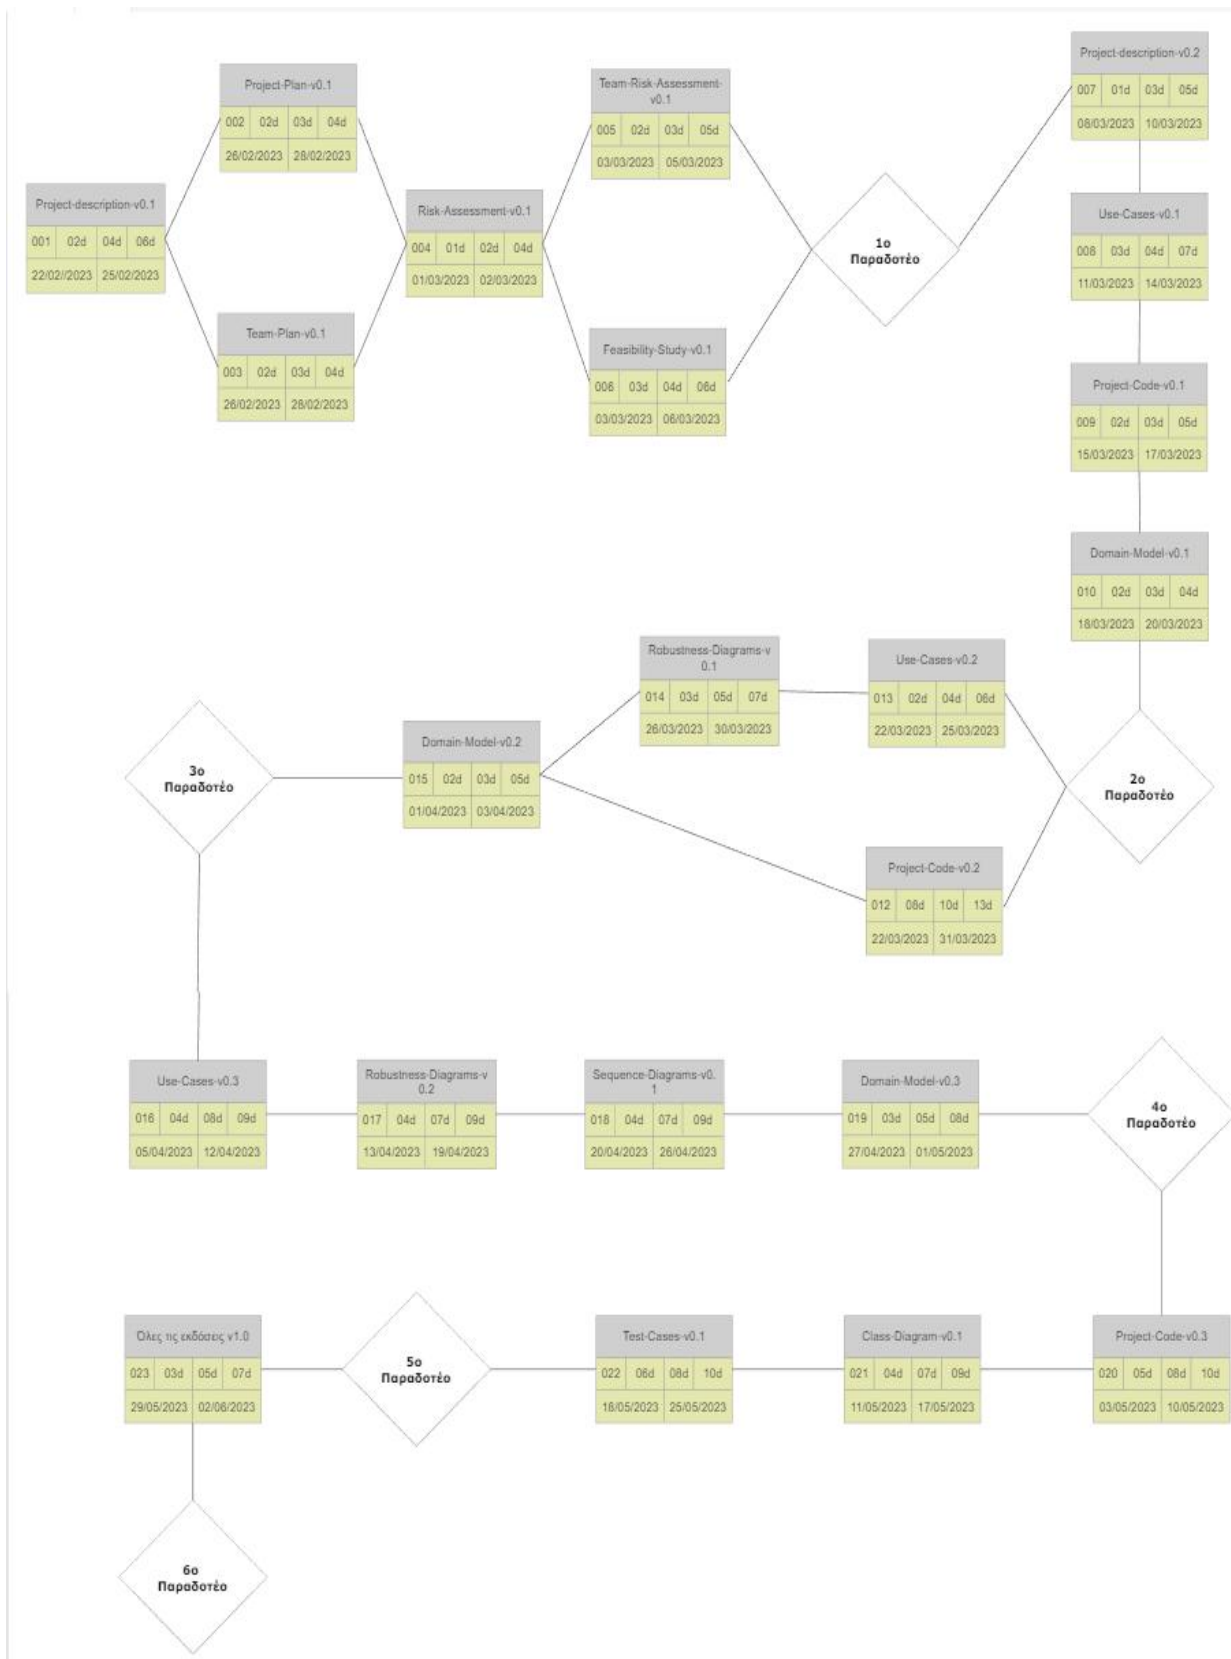 Project-description-v0.1
001 02d 04d 06d
22/02//2023 25/02/2023
Project-Plan-v0.1
002 02d 03d 04d
26/02/2023 28/02/2023
Team-Plan-v0.1
003 02d 03d 04d
26/02/2023 28/02/2023
Risk-Assessment-v0.1
004 01d 02d 04d
01/03/2023 02/03/2023
Team-Risk-Assessment-
v0.1
005 02d 03d 05d
03/03/2023 05/03/2023
Feasibility-Study-v0.1
006 03d 04d 06d
03/03/2023 06/03/2023
1ο
Παραδοτέο
Project-description-v0.2
007 01d 03d 05d
08/03/2023 10/03/2023
Use-Cases-v0.1
008 03d 04d 07d
11/03/2023 14/03/2023
Project-Code-v0.1
009 02d 03d 05d
15/03/2023 17/03/2023
Domain-Model-v0.1
010 02d 03d 04d
18/03/2023 20/03/2023
2ο
Παραδοτέο
Use-Cases-v0.2
013 02d 04d 06d
22/03/2023 25/03/2023
Project-Code-v0.2
012 08d 10d 13d
22/03/2023 31/03/2023
Robustness-Diagrams-v
0.1
014 03d 05d 07d
26/03/2023 30/03/2023
Domain-Model-v0.2
015 02d 03d 05d
01/04/2023 03/04/2023
3ο
Παραδοτέο
Use-Cases-v0.3
016 04d 08d 09d
05/04/2023 12/04/2023
Robustness-Diagrams-v
0.2
017 04d 07d 09d
13/04/2023 19/04/2023
Sequence-Diagrams-v0.
1
018 04d 07d 09d
20/04/2023 26/04/2023
Domain-Model-v0.3
019 03d 05d 08d
27/04/2023 01/05/2023
4ο
Παραδοτέο
Project-Code-v0.3
020 05d 08d 10d
03/05/2023 10/05/2023
Class-Diagram-v0.1
021 04d 07d 09d
11/05/2023 17/05/2023
Test-Cases-v0.1
022 06d 08d 10d
18/05/2023 25/05/2023
5ο
Παραδοτέο
Όλες τις εκδόσεις v1.0
023 03d 05d 07d
29/05/2023 02/06/2023
6ο
Παραδοτέο